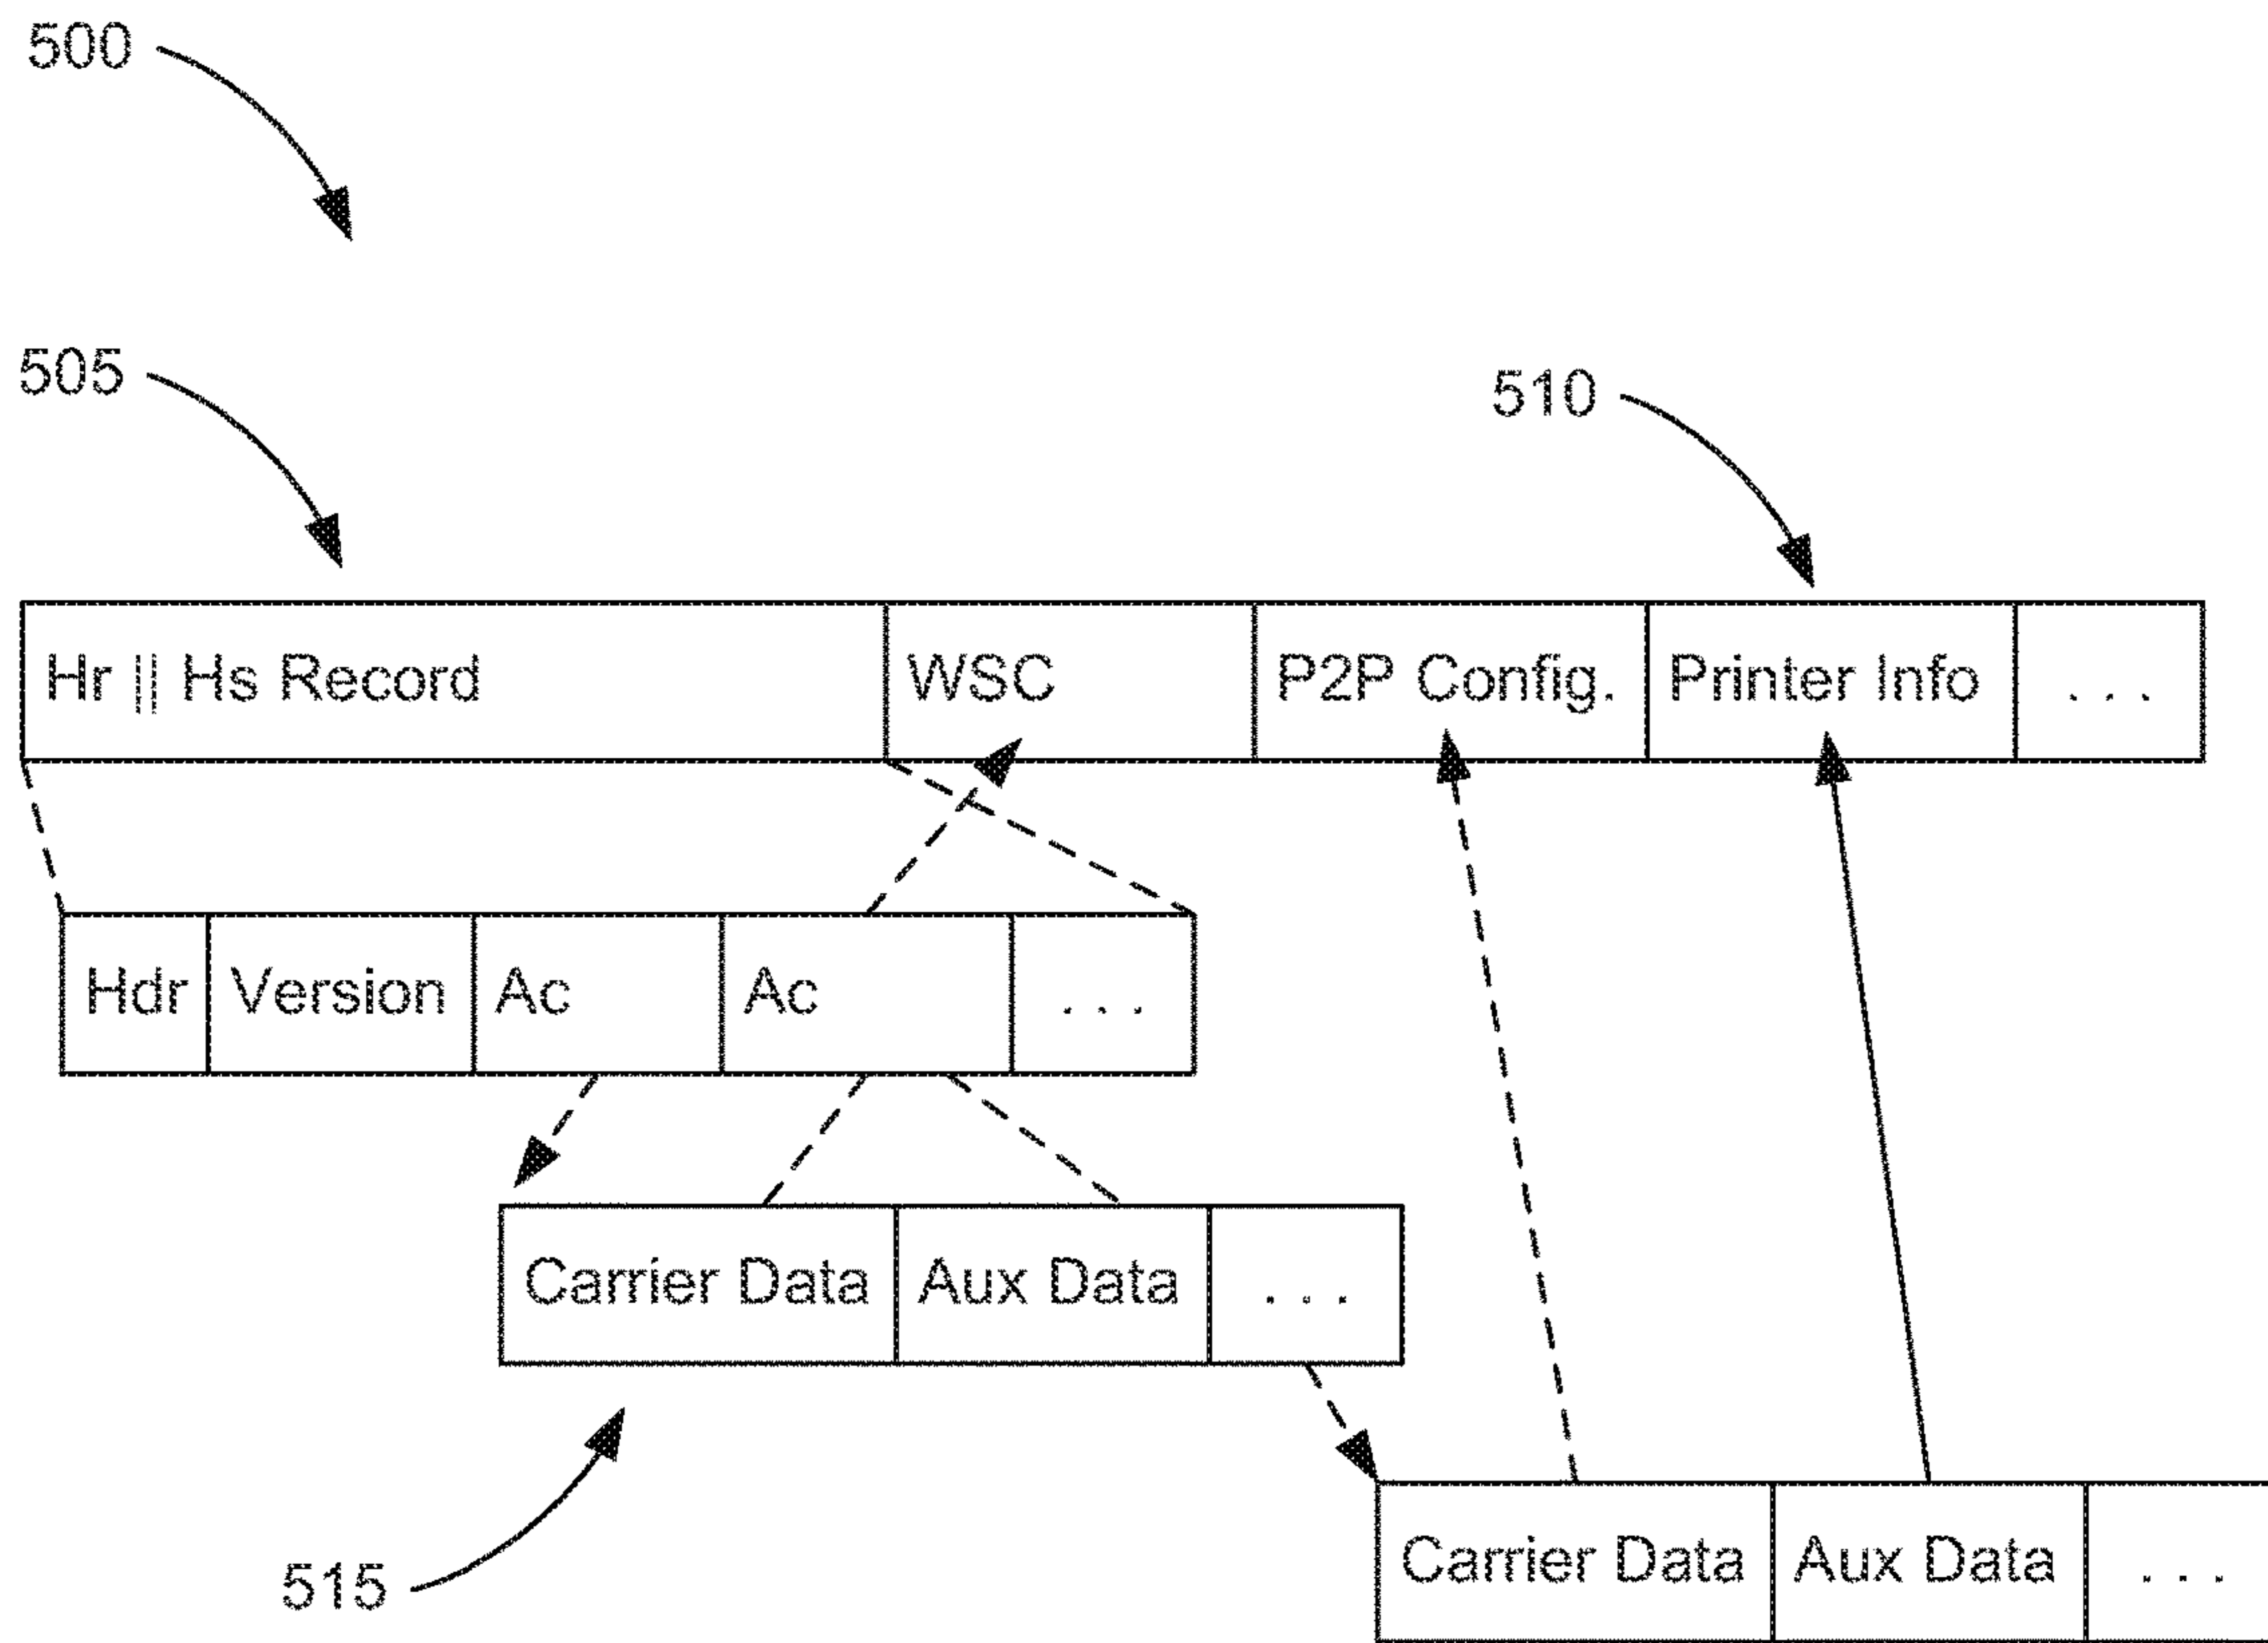 500
505
510
Hr || Hs Record WSC P2P Config. Printer Info . . .
Hdr Version Ac Ac . . .
Carrier Data Aux Data . . .
515
Carrier Data Aux Data . . .